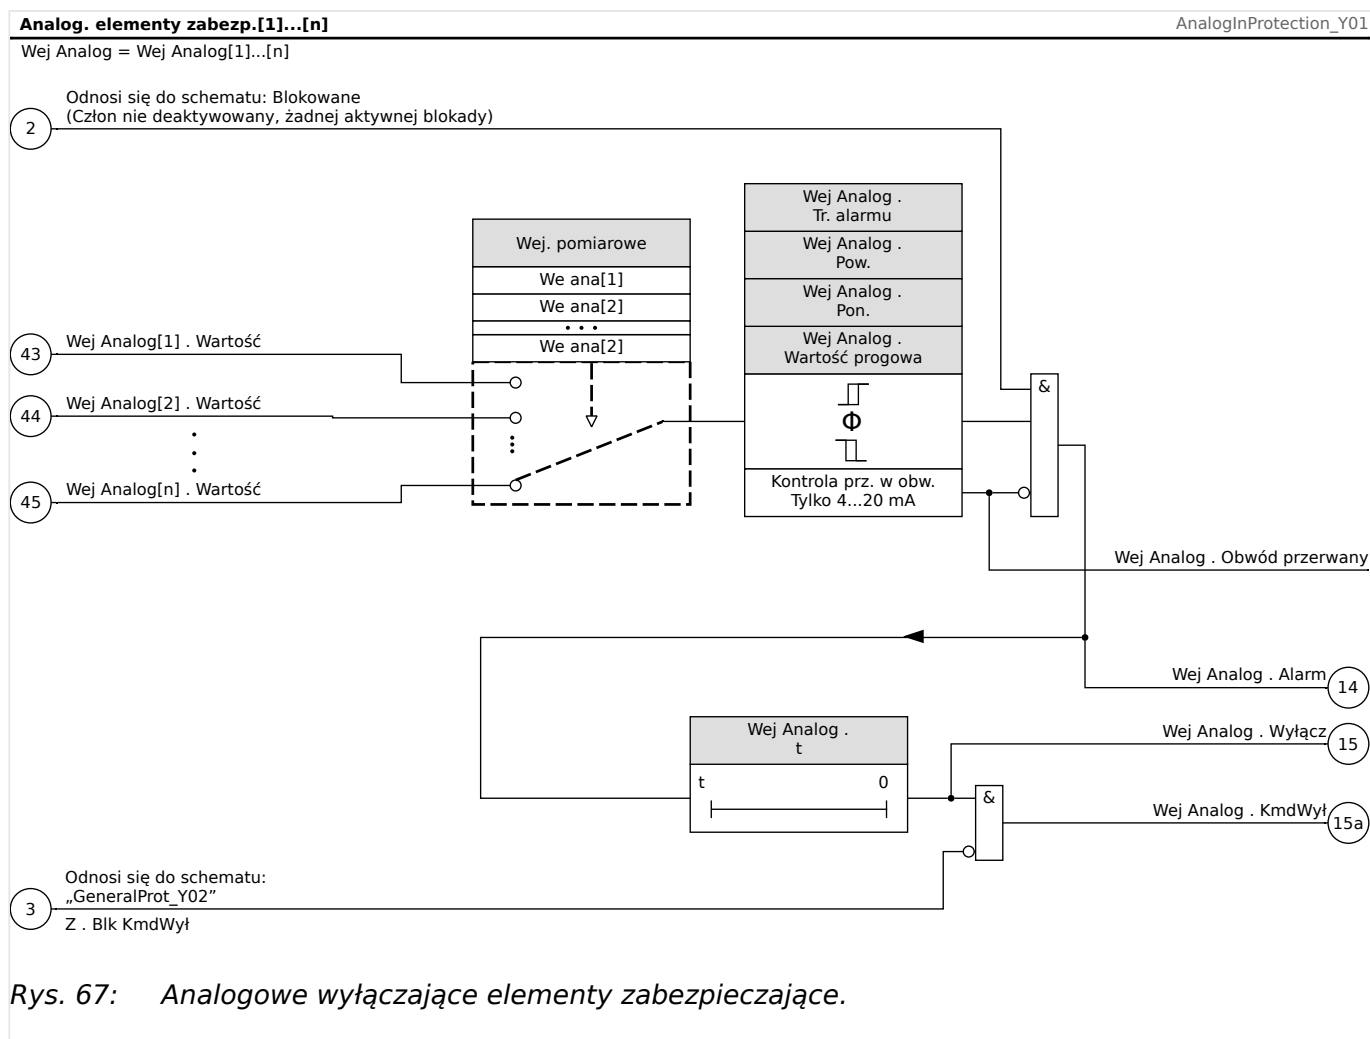 Analog. elementy zabezp.[1]...[n]
AnalogInProtection_Y01
Wej Analog = Wej Analog[1]...[n]
Odnosi się do schematu: Blokowane
(Człon nie deaktywowany, żadnej aktywnej blokady)
2
Wej Analog .
Tr. alarmu
Wej Analog .
Pow.
Wej Analog .
Pon.
Wej Analog .
Wartość progowa
Φ
Kontrola prz. w obw.
Tylko 4...20 mA
Wej. pomiarowe
We ana[1]
We ana[2]
• • •
We ana[2]
43
Wej Analog[1] . Wartość
44
Wej Analog[2] . Wartość
45
Wej Analog[n] . Wartość
&
Wej Analog . Obwód przerwany
Wej Analog . Alarm
14
Wej Analog .
t
t 0
Wej Analog . Wyłącz
15
&
Wej Analog . KmdWył
15a
Odnosi się do schematu:
„GeneralProt_Y02”
3
Z . Blk KmdWył
Rys. 67: Analogowe wyłączające elementy zabezpieczające.